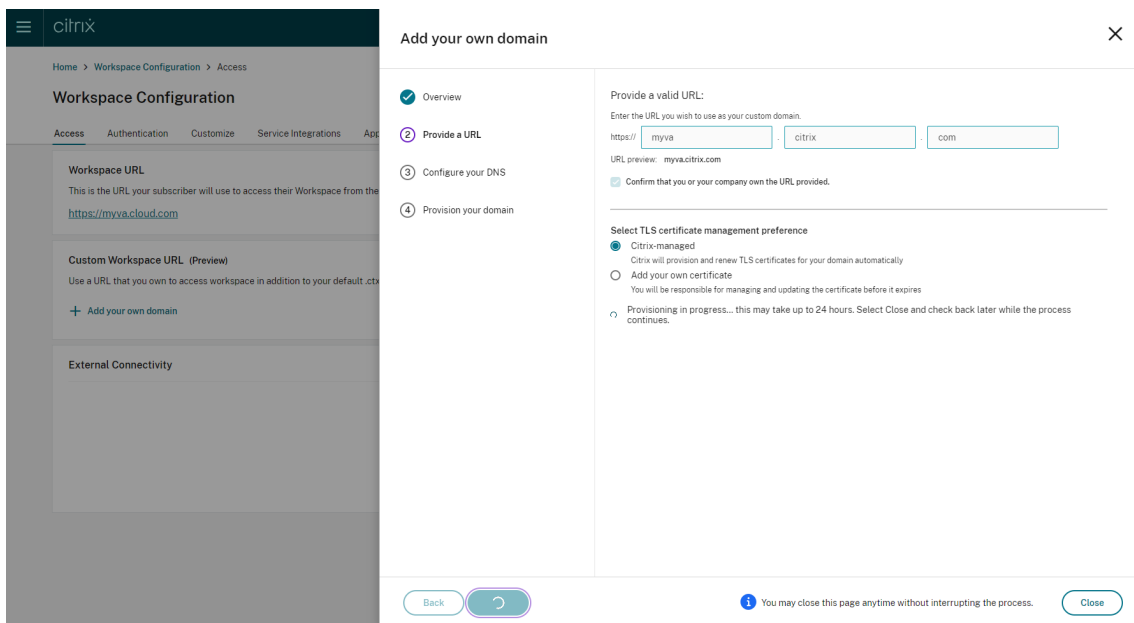 citrix
Home > Workspace Configuration > Access
Workspace Configuration
Access Authentication Customize Service Integrations App
Workspace URL
This is the URL your subscriber will use to access their Workspace from the
https://myva.cloud.com
Custom Workspace URL (Preview)
Use a URL that you own to access workspace in addition to your default .ctx
+ Add your own domain
External Connectivity
Add your own domain
Overview
2 Provide a URL
3 Configure your DNS
4 Provision your domain
Provide a valid URL:
Enter the URL you wish to use as your custom domain.
https:// myva . citrix . com
URL preview: myva.citrix.com
Confirm that you or your company own the URL provided.
Select TLS certificate management preference
Citrix-managed
Citrix will provision and renew TLS certificates for your domain automatically
Add your own certificate
You will be responsible for managing and updating the certificate before it expires
Provisioning in progress... this may take up to 24 hours. Select Close and check back later while the process
continues.
Back
You may close this page anytime without interrupting the process.
Close